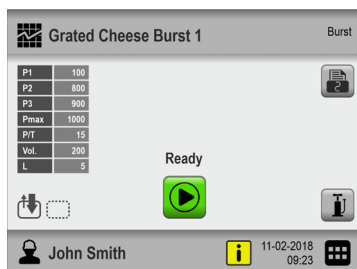 Grated Cheese Burst 1
Burst
P1 100
P2 800
P3 900
Pmax 1000
P/T 15
Vol. 200
L 5
2
Ready
John Smith
i
11-02-2018
09:23